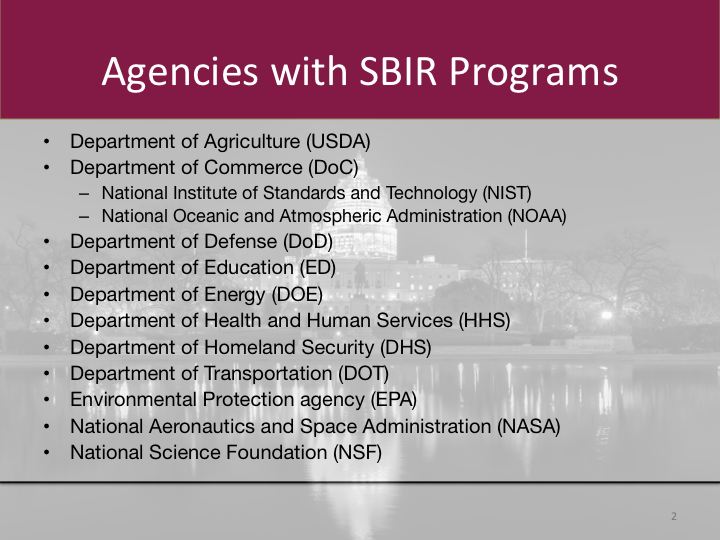 Agencies with SBIR Programs
• Department of Agriculture (USDA)
• Department of Commerce (DoC)
– National Institute of Standards and Technology (NIST)
– National Oceanic and Atmospheric Administration (NOAA)
• Department of Defense (DoD)
• Department of Education (ED)
• Department of Energy (DOE)
• Department of Health and Human Services (HHS)
• Department of Homeland Security (DHS)
• Department of Transportation (DOT)
• Environmental Protection agency (EPA)
• National Aeronautics and Space Administration (NASA)
• National Science Foundation (NSF)
2